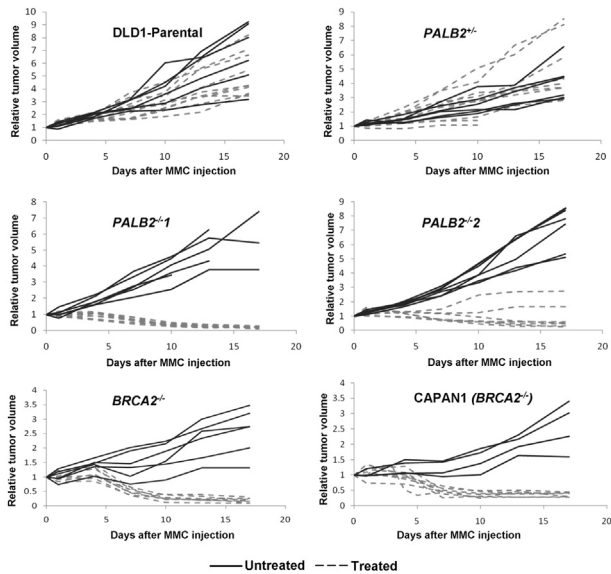 DLD1-Parental
Relative tumor volume
10
9
8
7
6
5
4
3
2
1
0
0 5 10 15 20
Days after MMC injection
PALB2+/-
Relative tumor volume
9
8
7
6
5
4
3
2
1
0
0 5 10 15 20
Days after MMC injection
PALB2-/-1
Relative tumor volume
8
7
6
5
4
3
2
1
0
0 5 10 15 20
Days after MMC injection
PALB2-/-2
Relative tumor volume
9
8
7
6
5
4
3
2
1
0
0 5 10 15 20
Days after MMC injection
BRCA2-/-
Relative tumor volume
4
3.5
3
2.5
2
1.5
1
0.5
0
0 5 10 15 20
Days after MMC injection
CAPAN1 (BRCA2-/-)
Relative tumor volume
4
3.5
3
2.5
2
1.5
1
0.5
0
0 5 10 15 20
Days after MMC injection
Untreated Treated